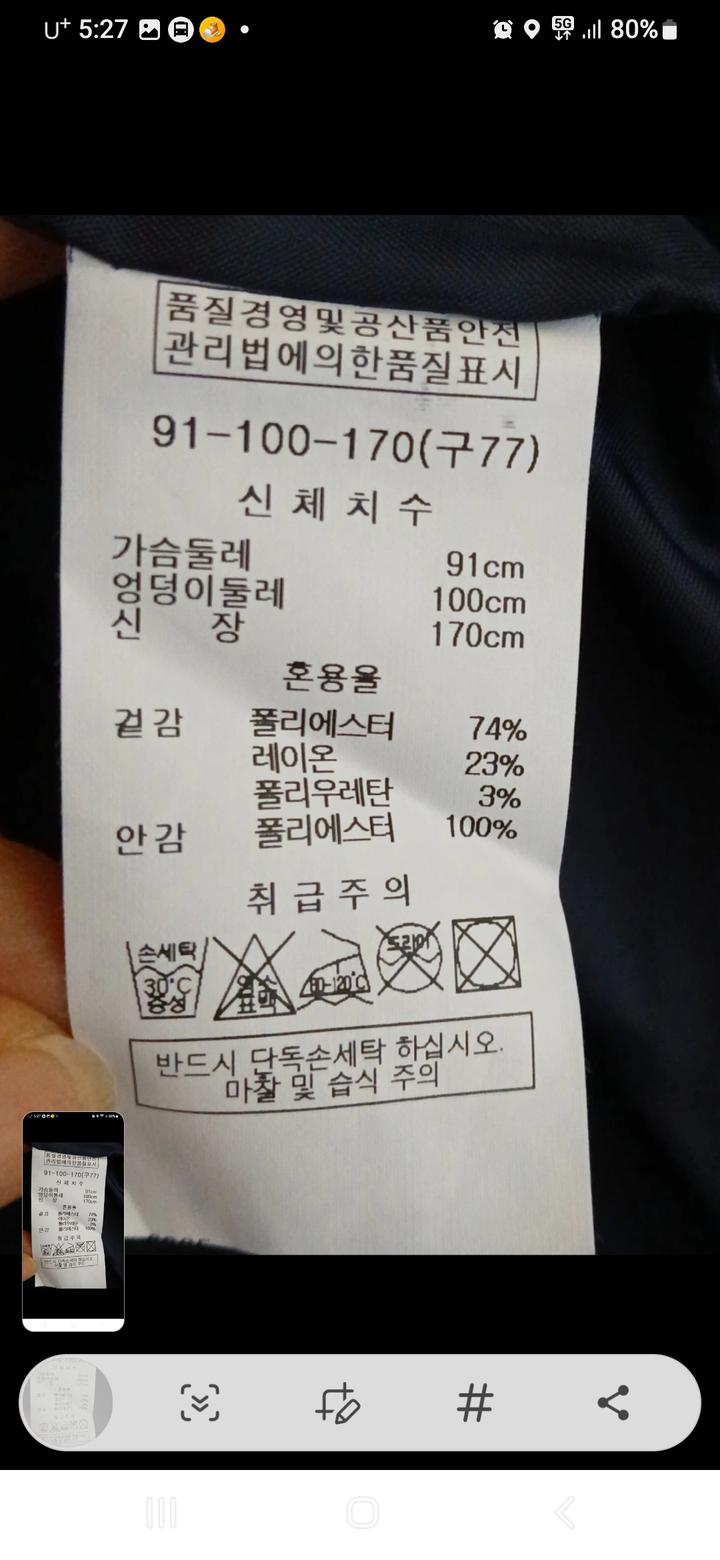 U+ 5:27 5G 80%
품질경영및공산품안전
관리법에의한품질표시
91-100-170(구77)
신체치수
가슴둘레 91cm
엉덩이둘레 100cm
신 장 170cm
혼용율
겉감 폴리에스터 74%
레이온 23%
폴리우레탄 3%
안감 폴리에스터 100%
취급주의
손세탁 드라이
30°C 중성 염소 표백 80-120°C
반드시 단독손세탁 하십시오.
마찰 및 습식 주의